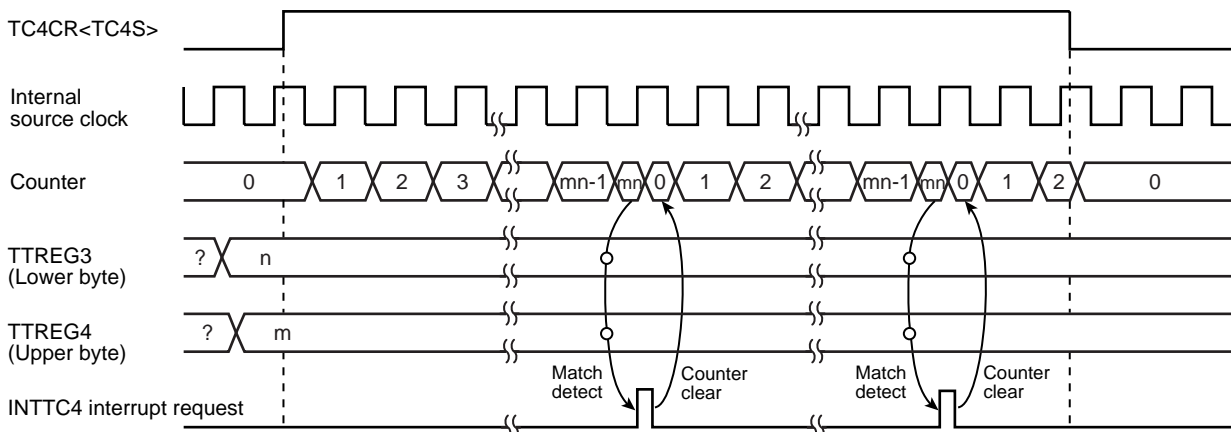 TC4CR<TC4S>
Internal
source clock
Counter
0 1 2 3 mn-1 mn 0 1 2 mn-1 mn 0 1 2 0
TTREG3
(Lower byte)
? n
TTREG4
(Upper byte)
? m
Match
detect
Counter
clear
Match
detect
Counter
clear
INTTC4 interrupt request